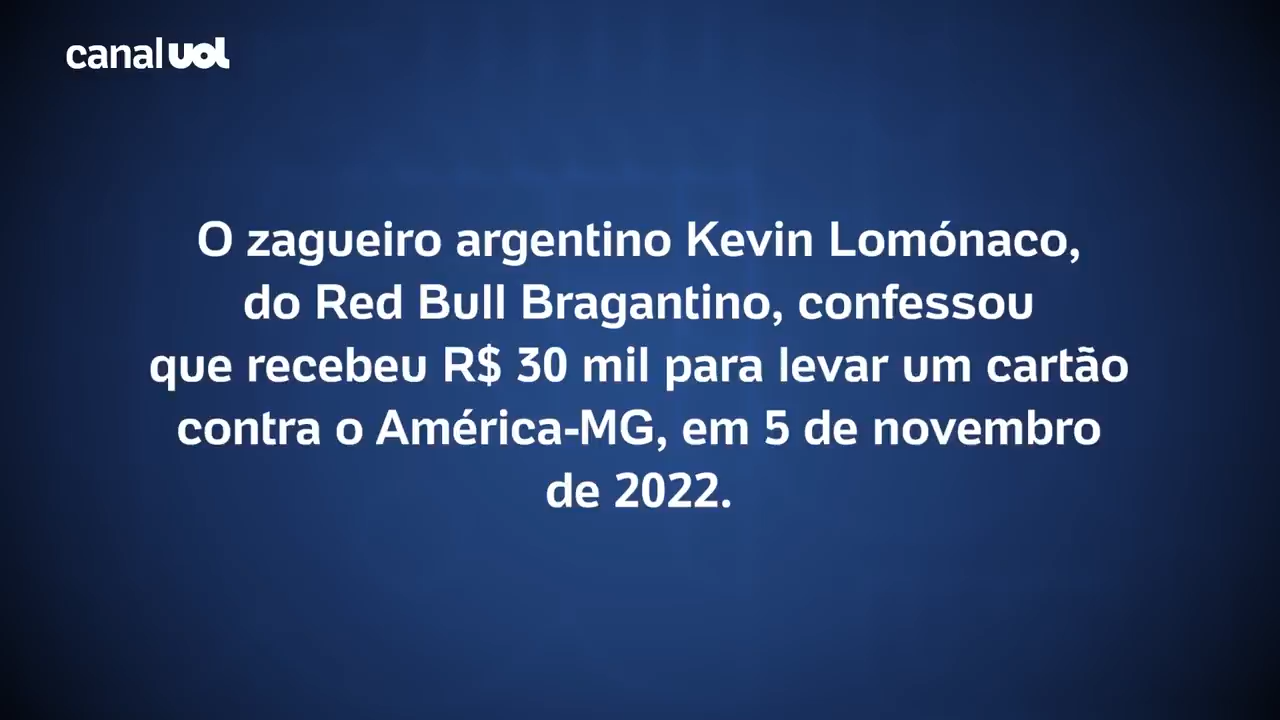 canal uol
O zagueiro argentino Kevin Lomónaco,
do Red Bull Bragantino, confessou
que recebeu R$ 30 mil para levar um cartão
contra o América-MG, em 5 de novembro
de 2022.